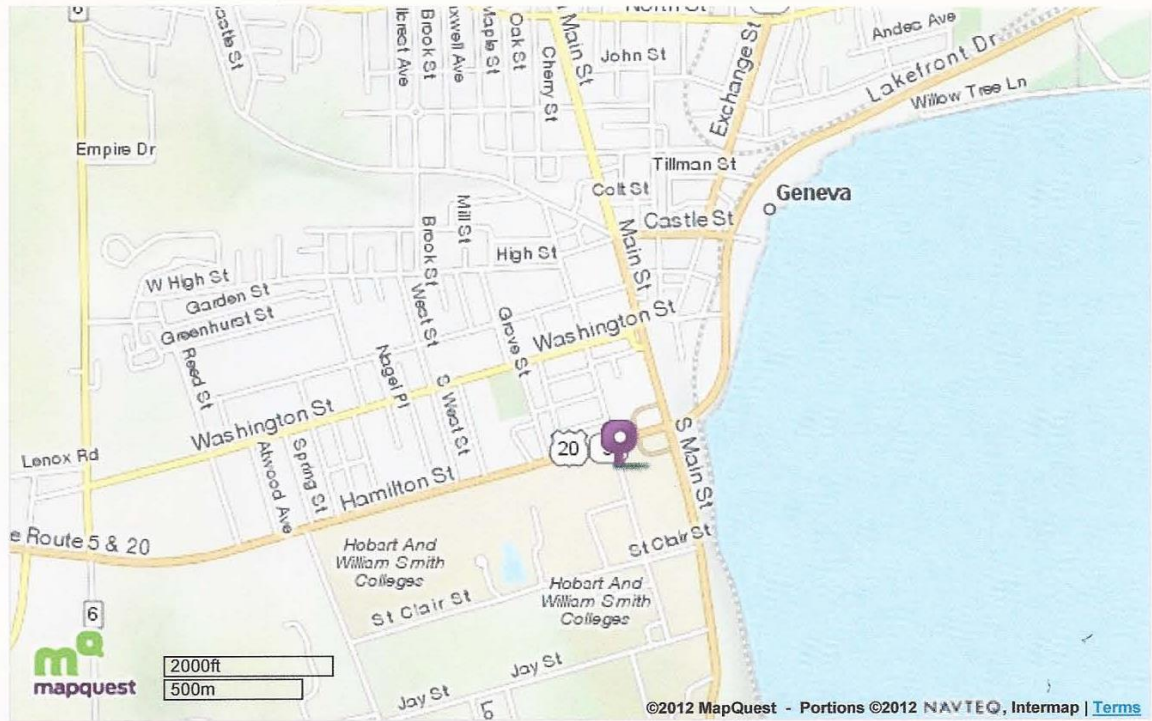 North St
Andes Ave
Castle St
Brook St
Maple St
Oak St
Cherry St
Main St
John St
Exchange St
Lakefront Dr
Willow Tree Ln
Empire Dr
Tillman St
Colt St
Geneva
Castle St
Main St
Mill St
Brook St
High St
W High St
Garden St
Greenhurst St
West St
Grove St
Washington St
Reed St
Nagel Pl
S West St
Washington St
20
S Main St
Lenox Rd
Atwood Ave
Spring St
Hamilton St
e Route 5 & 20
Hobart And
William Smith
Colleges
St Clair St
Hobart And
William Smith
Colleges
St Clair St
6
Jay St
Jay St
mapquest
2000ft
500m
©2012 MapQuest - Portions ©2012 NAVTEQ, Intermap | Terms